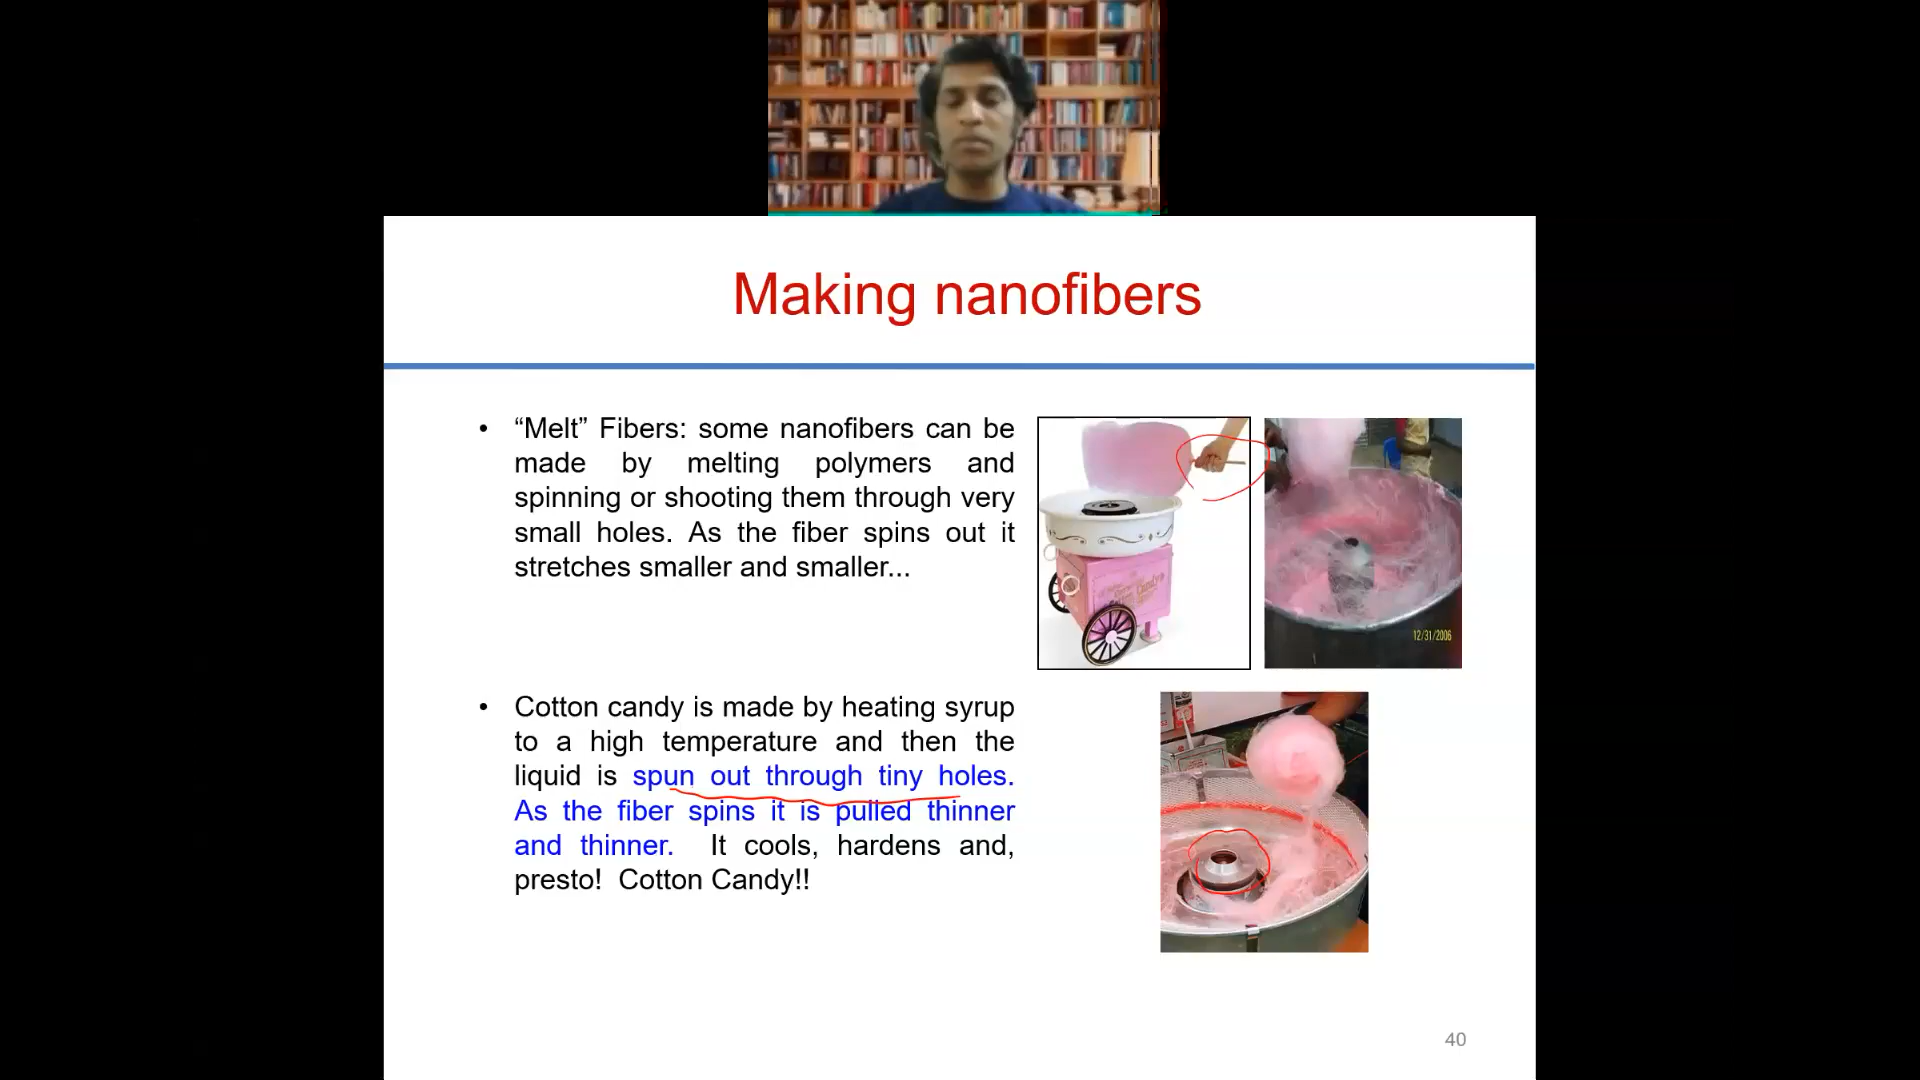 Making nanofibers
• “Melt” Fibers: some nanofibers can be
made by melting polymers and
spinning or shooting them through very
small holes. As the fiber spins out it
stretches smaller and smaller...
12/31/2006
• Cotton candy is made by heating syrup
to a high temperature and then the
liquid is spun out through tiny holes.
As the fiber spins it is pulled thinner
and thinner. It cools, hardens and,
presto! Cotton Candy!!
40